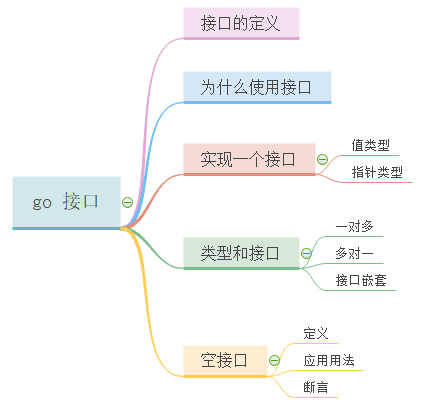 go 接口
接口的定义
为什么使用接口
实现一个接口
值类型
指针类型
类型和接口
一对多
多对一
接口嵌套
空接口
定义
应用用法
断言